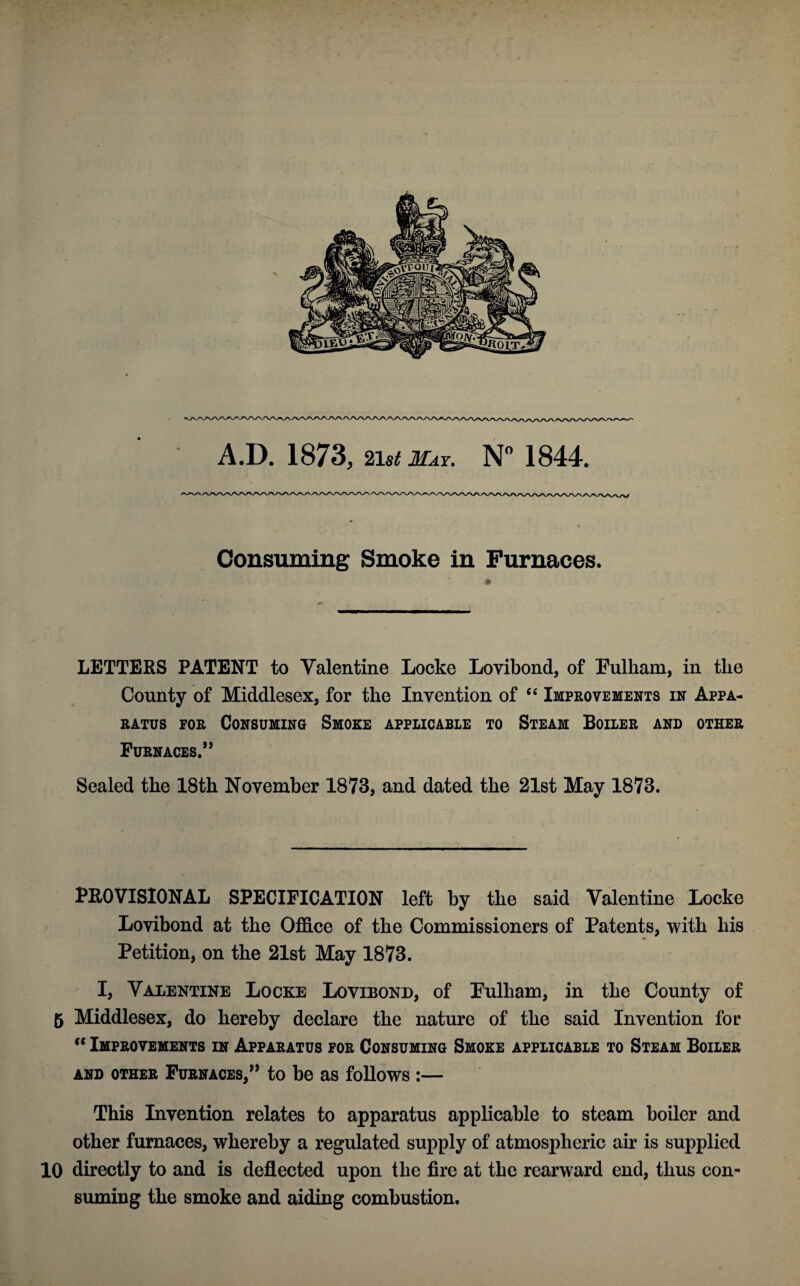 SOIT QUI
DIEU · ET · MON · DROIT
A.D. 1873, 21st MAY. Nº 1844.
Consuming Smoke in Furnaces.
LETTERS PATENT to Valentine Locke Lovibond, of Fulham, in the
County of Middlesex, for the Invention of “ IMPROVEMENTS IN APPA-
RATUS FOR CONSUMING SMOKE APPLICABLE TO STEAM BOILER AND OTHER
FURNACES.”
Sealed the 18th November 1873, and dated the 21st May 1873.
PROVISIONAL SPECIFICATION left by the said Valentine Locke
Lovibond at the Office of the Commissioners of Patents, with his
Petition, on the 21st May 1873.
I, VALENTINE LOCKE LOVIBOND, of Fulham, in the County of
5 Middlesex, do hereby declare the nature of the said Invention for
“ IMPROVEMENTS IN APPARATUS FOR CONSUMING SMOKE APPLICABLE TO STEAM BOILER
AND OTHER FURNACES,” to be as follows :—
This Invention relates to apparatus applicable to steam boiler and
other furnaces, whereby a regulated supply of atmospheric air is supplied
10 directly to and is deflected upon the fire at the rearward end, thus con-
suming the smoke and aiding combustion.